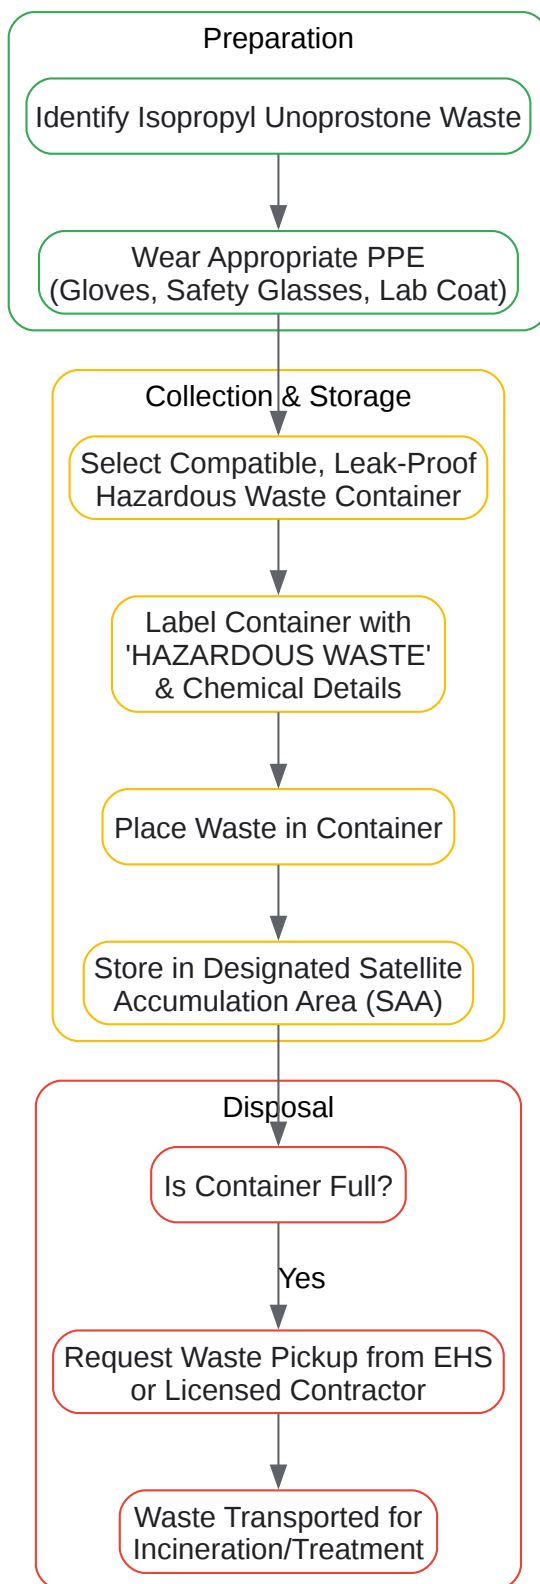 Preparation
Identify Isopropyl Unoprostone Waste
Wear Appropriate PPE
(Gloves, Safety Glasses, Lab Coat)
Collection & Storage
Select Compatible, Leak-Proof
Hazardous Waste Container
Label Container with
'HAZARDOUS WASTE'
& Chemical Details
Place Waste in Container
Store in Designated Satellite
Accumulation Area (SAA)
Disposal
Is Container Full?
Yes
Request Waste Pickup from EHS
or Licensed Contractor
Waste Transported for
Incineration/Treatment